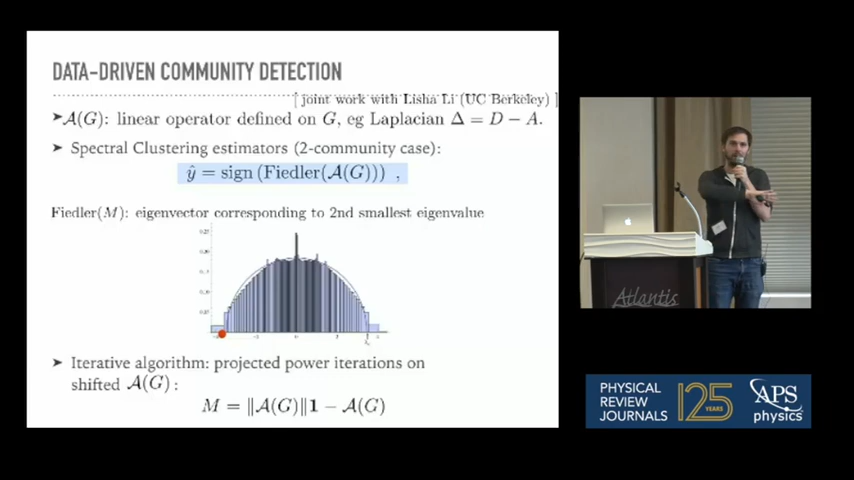 DATA-DRIVEN COMMUNITY DETECTION
[ joint work with Lisha Li (UC Berkeley) ]
➤ 𝒜(G): linear operator defined on G, eg Laplacian Δ = D − A.
➤ Spectral Clustering estimators (2-community case):
ŷ = sign (Fiedler(𝒜(G))) ,
Fiedler(M): eigenvector corresponding to 2nd smallest eigenvalue
➤ Iterative algorithm: projected power iterations on
shifted 𝒜(G) :
M = ‖𝒜(G)‖𝟏 − 𝒜(G)
Atlantis
PHYSICAL
REVIEW
JOURNALS
125
YEARS
APS
physics